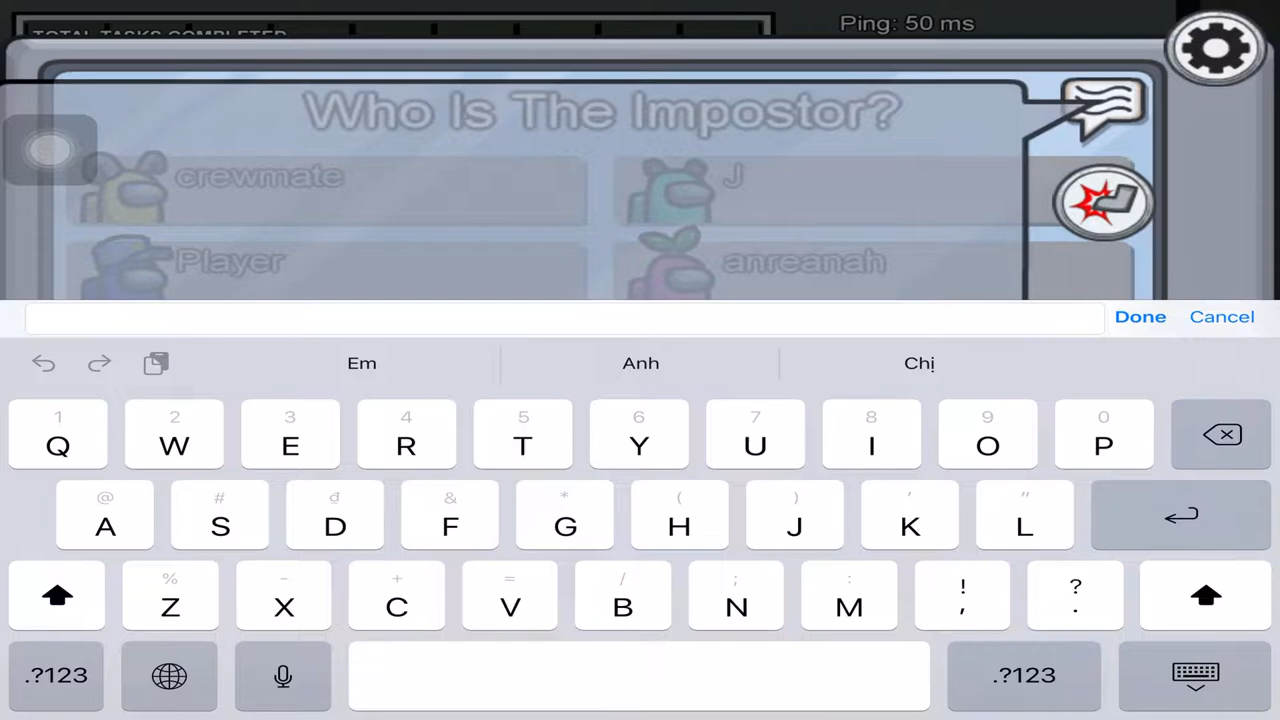 TOTAL TASKS COMPLETED
Ping: 50 ms
Who Is The Impostor?
crewmate
J
Player
anreanah
Done
Cancel
Em
Anh
Chị
1 2 3 4 5 6 7 8 9 0
Q W E R T Y U I O P
@ # đ & * ( ) ' "
A S D F G H J K L
% - + = / ; : ! ?
Z X C V B N M , .
.?123
.?123